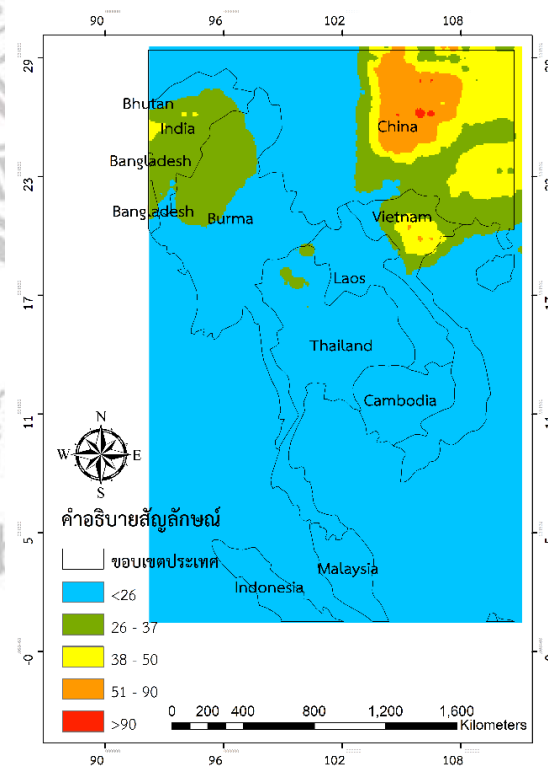 90 96 102 108
29
23
17
11
5
-0
Bhutan
India
China
Bangladesh
Bangladesh
Burma
Vietnam
Laos
Thailand
Cambodia
N
W E
S
คำอธิบายสัญลักษณ์
ขอบเขตประเทศ
<26
26 - 37
38 - 50
51 - 90
>90
Malaysia
Indonesia
0 200 400 800 1,200 1,600
Kilometers
90 96 102 108